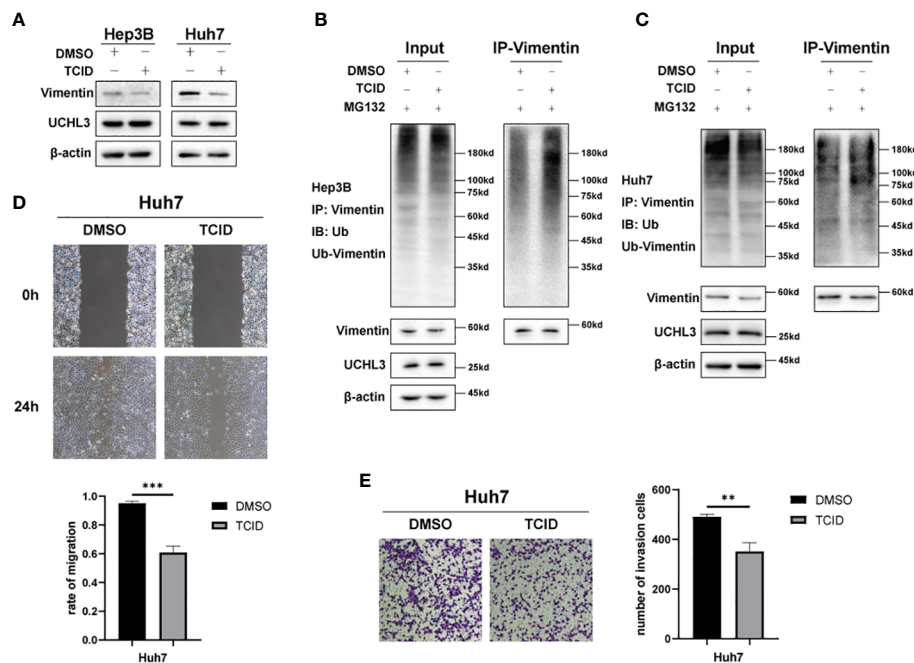 A
Hep3B Huh7
DMSO + − + −
TCID − + − +
Vimentin
UCHL3
β-actin
B
Input IP-Vimentin
DMSO + − + −
TCID − + − +
MG132 + + + +
Hep3B
IP: Vimentin
IB: Ub
Ub-Vimentin
180kd
100kd
75kd
60kd
45kd
35kd
180kd
100kd
75kd
60kd
45kd
35kd
Vimentin 60kd 60kd
UCHL3 25kd
β-actin 45kd
C
Input IP-Vimentin
DMSO + − + −
TCID − + − +
MG132 + + + +
Huh7
IP: Vimentin
IB: Ub
Ub-Vimentin
180kd
100kd
75kd
60kd
45kd
35kd
180kd
100kd
75kd
60kd
45kd
35kd
Vimentin 60kd 60kd
UCHL3 25kd
β-actin 45kd
D
Huh7
DMSO TCID
0h
24h
rate of migration
1.0
0.8
0.6
0.4
0.2
0.0
***
Huh7
DMSO
TCID
E
Huh7
DMSO TCID
number of invasion cells
600
400
200
0
**
Huh7
DMSO
TCID